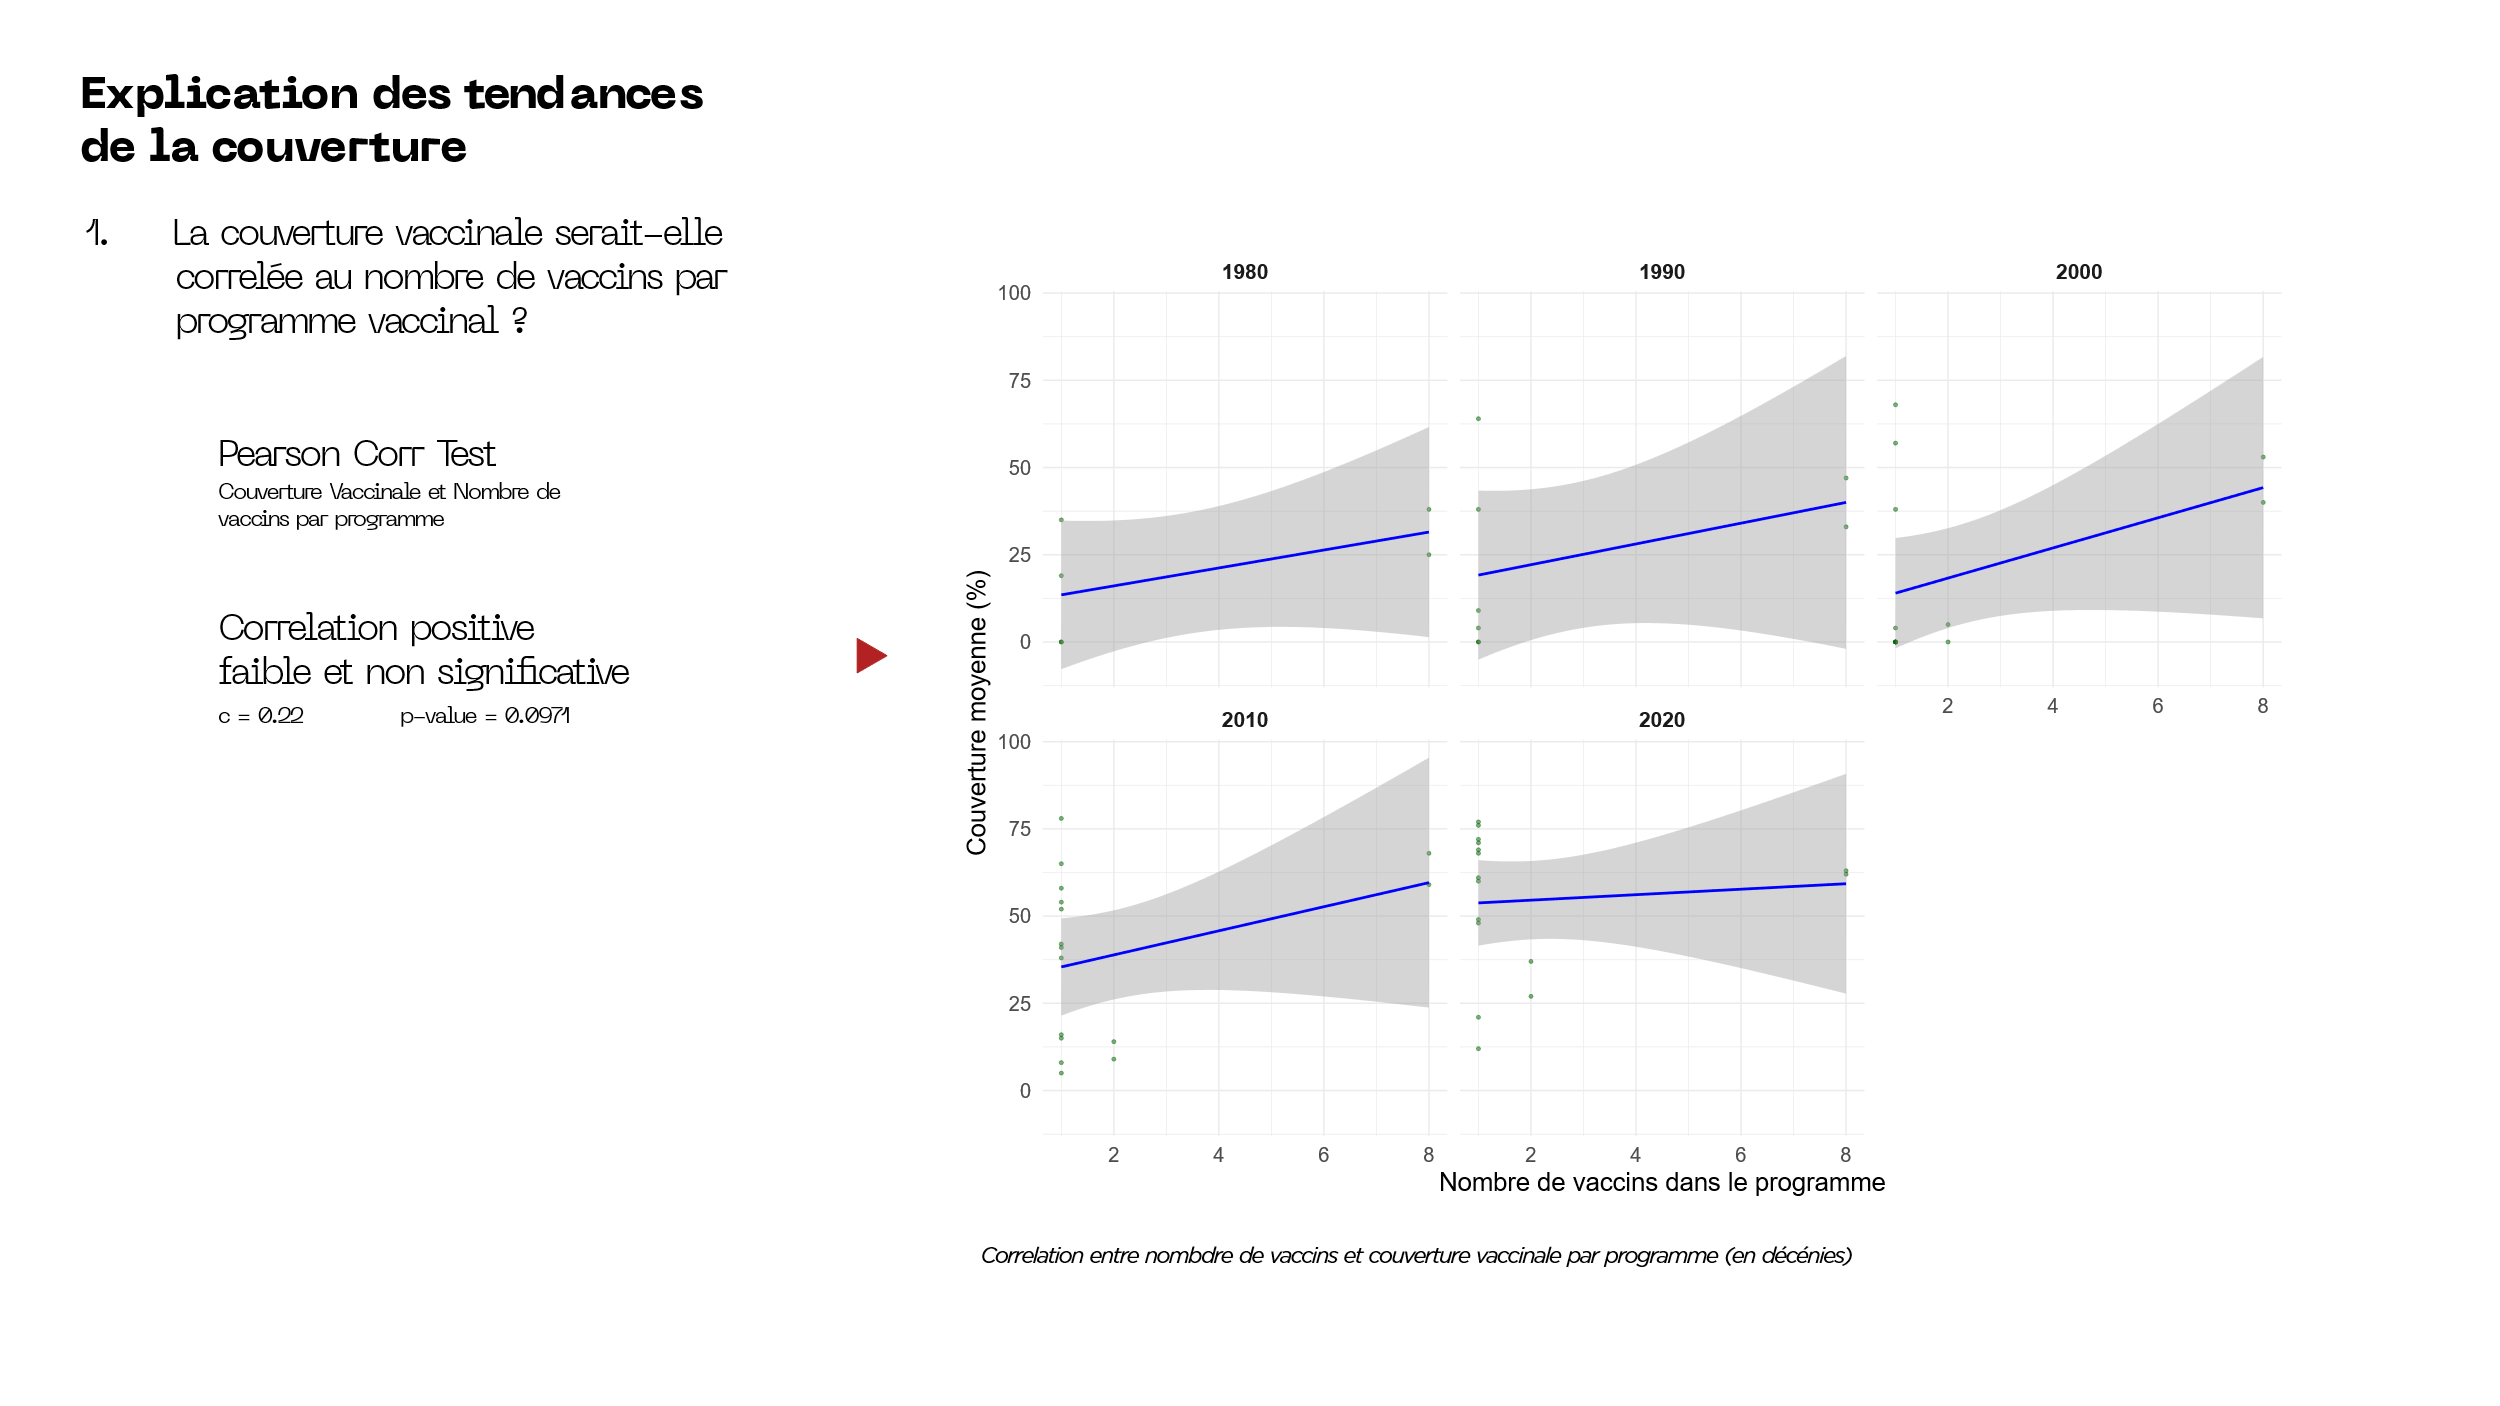 Explication des tendances
de la couverture
1. La couverture vaccinale serait-elle
correlée au nombre de vaccins par
programme vaccinal ?
Pearson Corr Test
Couverture Vaccinale et Nombre de
vaccins par programme
Correlation positive
faible et non significative
c = 0.22 p-value = 0.0971
Couverture moyenne (%)
1980 1990 2000
100
75
50
25
0
2 4 6 8
2010 2020
100
75
50
25
0
2 4 6 8 2 4 6 8
Nombre de vaccins dans le programme
Correlation entre nombdre de vaccins et couverture vaccinale par programme (en décénies)